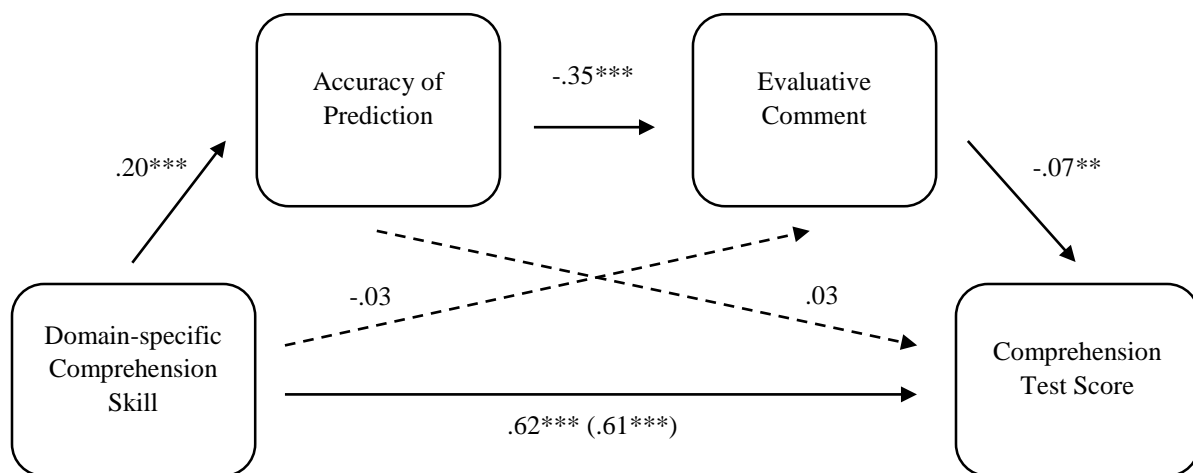 Accuracy of
Prediction
-.35***
Evaluative
Comment
.20***
-.07**
Domain-specific
Comprehension
Skill
-.03
.03
Comprehension
Test Score
.62*** (.61***)